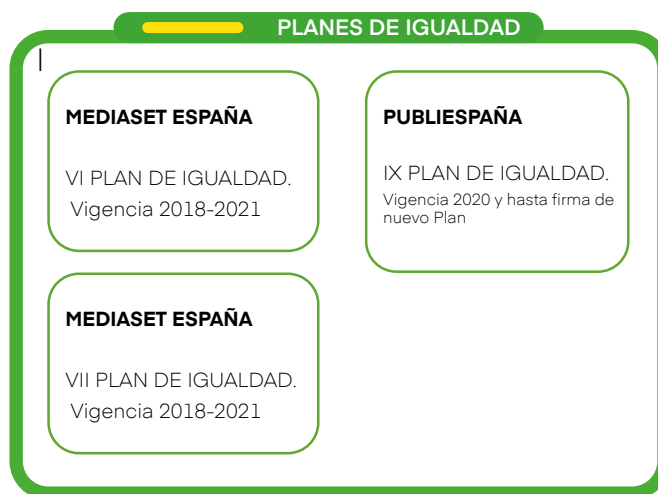 PLANES DE IGUALDAD
MEDIASET ESPAÑA
VI PLAN DE IGUALDAD.
Vigencia 2018-2021
PUBLIESPAÑA
IX PLAN DE IGUALDAD.
Vigencia 2020 y hasta firma de
nuevo Plan
MEDIASET ESPAÑA
VII PLAN DE IGUALDAD.
Vigencia 2018-2021